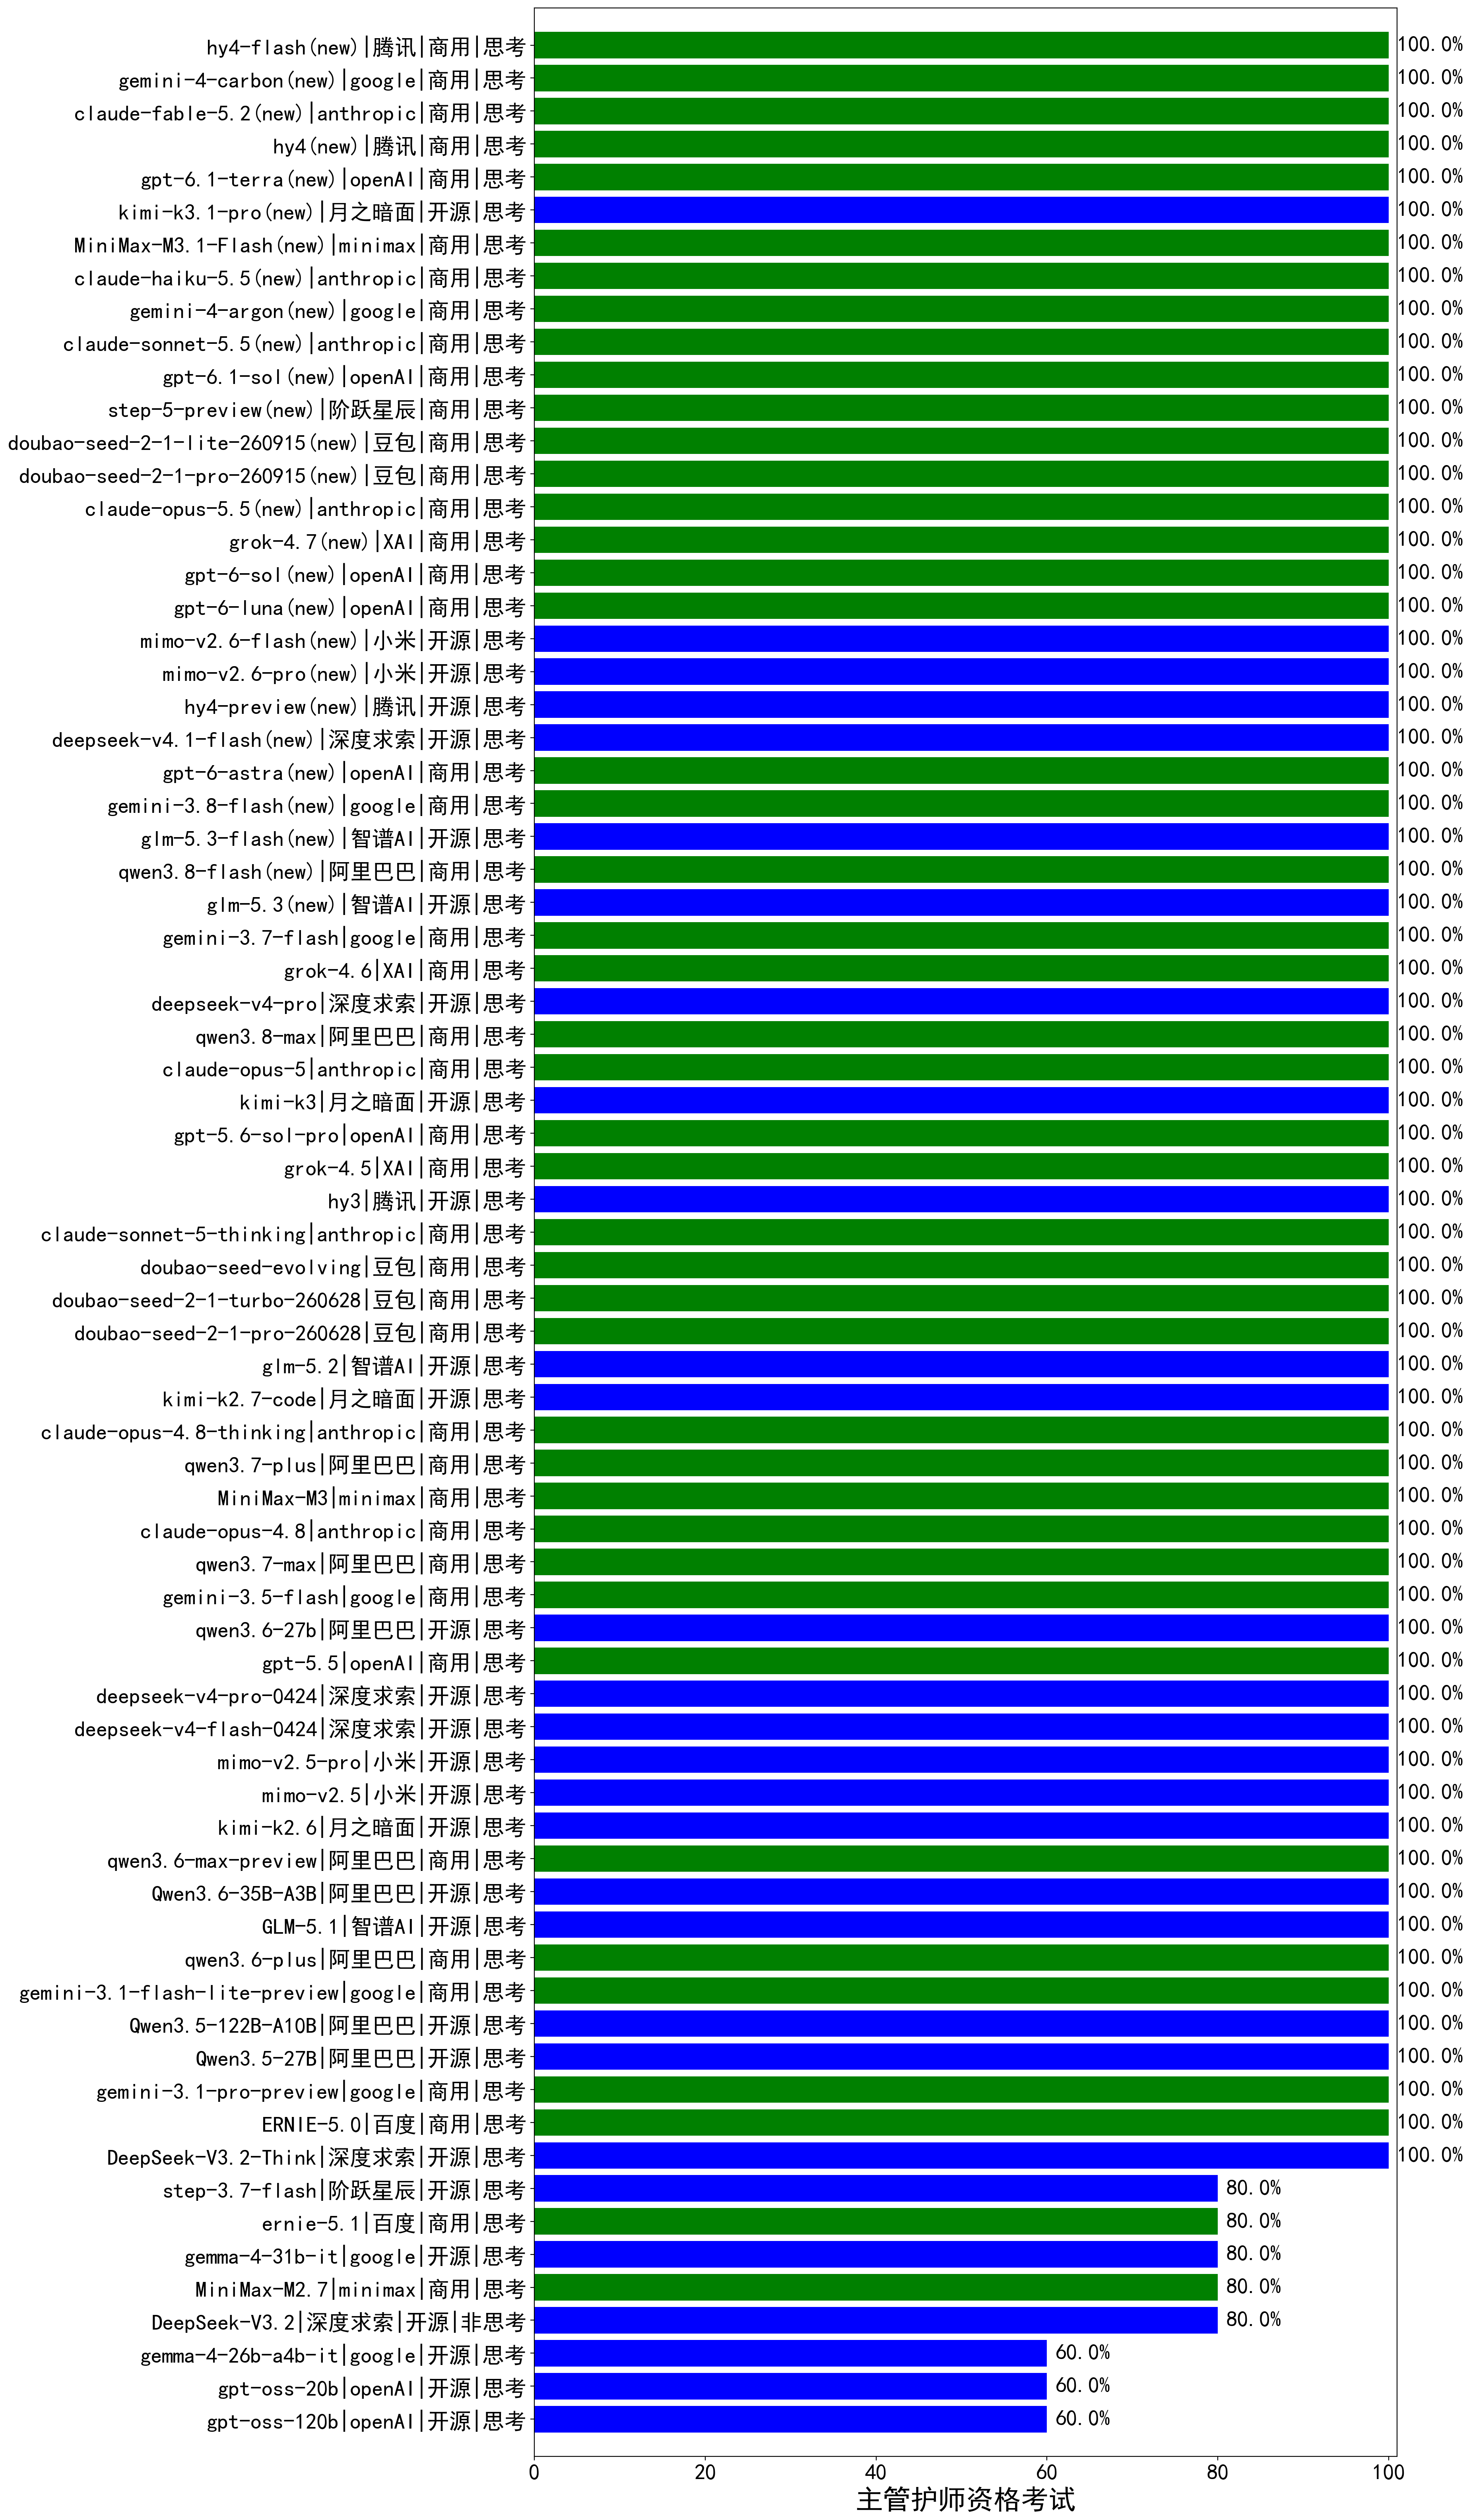 hy4-flash(new)|腾讯|商用|思考 100.0%
gemini-4-carbon(new)|google|商用|思考 100.0%
claude-fable-5.2(new)|anthropic|商用|思考 100.0%
hy4(new)|腾讯|商用|思考 100.0%
gpt-6.1-terra(new)|openAI|商用|思考 100.0%
kimi-k3.1-pro(new)|月之暗面|开源|思考 100.0%
MiniMax-M3.1-Flash(new)|minimax|商用|思考 100.0%
claude-haiku-5.5(new)|anthropic|商用|思考 100.0%
gemini-4-argon(new)|google|商用|思考 100.0%
claude-sonnet-5.5(new)|anthropic|商用|思考 100.0%
gpt-6.1-sol(new)|openAI|商用|思考 100.0%
step-5-preview(new)|阶跃星辰|商用|思考 100.0%
doubao-seed-2-1-lite-260915(new)|豆包|商用|思考 100.0%
doubao-seed-2-1-pro-260915(new)|豆包|商用|思考 100.0%
claude-opus-5.5(new)|anthropic|商用|思考 100.0%
grok-4.7(new)|XAI|商用|思考 100.0%
gpt-6-sol(new)|openAI|商用|思考 100.0%
gpt-6-luna(new)|openAI|商用|思考 100.0%
mimo-v2.6-flash(new)|小米|开源|思考 100.0%
mimo-v2.6-pro(new)|小米|开源|思考 100.0%
hy4-preview(new)|腾讯|开源|思考 100.0%
deepseek-v4.1-flash(new)|深度求索|开源|思考 100.0%
gpt-6-astra(new)|openAI|商用|思考 100.0%
gemini-3.8-flash(new)|google|商用|思考 100.0%
glm-5.3-flash(new)|智谱AI|开源|思考 100.0%
qwen3.8-flash(new)|阿里巴巴|商用|思考 100.0%
glm-5.3(new)|智谱AI|开源|思考 100.0%
gemini-3.7-flash|google|商用|思考 100.0%
grok-4.6|XAI|商用|思考 100.0%
deepseek-v4-pro|深度求索|开源|思考 100.0%
qwen3.8-max|阿里巴巴|商用|思考 100.0%
claude-opus-5|anthropic|商用|思考 100.0%
kimi-k3|月之暗面|开源|思考 100.0%
gpt-5.6-sol-pro|openAI|商用|思考 100.0%
grok-4.5|XAI|商用|思考 100.0%
hy3|腾讯|开源|思考 100.0%
claude-sonnet-5-thinking|anthropic|商用|思考 100.0%
doubao-seed-evolving|豆包|商用|思考 100.0%
doubao-seed-2-1-turbo-260628|豆包|商用|思考 100.0%
doubao-seed-2-1-pro-260628|豆包|商用|思考 100.0%
glm-5.2|智谱AI|开源|思考 100.0%
kimi-k2.7-code|月之暗面|开源|思考 100.0%
claude-opus-4.8-thinking|anthropic|商用|思考 100.0%
qwen3.7-plus|阿里巴巴|商用|思考 100.0%
MiniMax-M3|minimax|商用|思考 100.0%
claude-opus-4.8|anthropic|商用|思考 100.0%
qwen3.7-max|阿里巴巴|商用|思考 100.0%
gemini-3.5-flash|google|商用|思考 100.0%
qwen3.6-27b|阿里巴巴|开源|思考 100.0%
gpt-5.5|openAI|商用|思考 100.0%
deepseek-v4-pro-0424|深度求索|开源|思考 100.0%
deepseek-v4-flash-0424|深度求索|开源|思考 100.0%
mimo-v2.5-pro|小米|开源|思考 100.0%
mimo-v2.5|小米|开源|思考 100.0%
kimi-k2.6|月之暗面|开源|思考 100.0%
qwen3.6-max-preview|阿里巴巴|商用|思考 100.0%
Qwen3.6-35B-A3B|阿里巴巴|开源|思考 100.0%
GLM-5.1|智谱AI|开源|思考 100.0%
qwen3.6-plus|阿里巴巴|商用|思考 100.0%
gemini-3.1-flash-lite-preview|google|商用|思考 100.0%
Qwen3.5-122B-A10B|阿里巴巴|开源|思考 100.0%
Qwen3.5-27B|阿里巴巴|开源|思考 100.0%
gemini-3.1-pro-preview|google|商用|思考 100.0%
ERNIE-5.0|百度|商用|思考 100.0%
DeepSeek-V3.2-Think|深度求索|开源|思考 100.0%
step-3.7-flash|阶跃星辰|开源|思考 80.0%
ernie-5.1|百度|商用|思考 80.0%
gemma-4-31b-it|google|开源|思考 80.0%
MiniMax-M2.7|minimax|商用|思考 80.0%
DeepSeek-V3.2|深度求索|开源|非思考 80.0%
gemma-4-26b-a4b-it|google|开源|思考 60.0%
gpt-oss-20b|openAI|开源|思考 60.0%
gpt-oss-120b|openAI|开源|思考 60.0%
0 20 40 60 80 100
主管护师资格考试